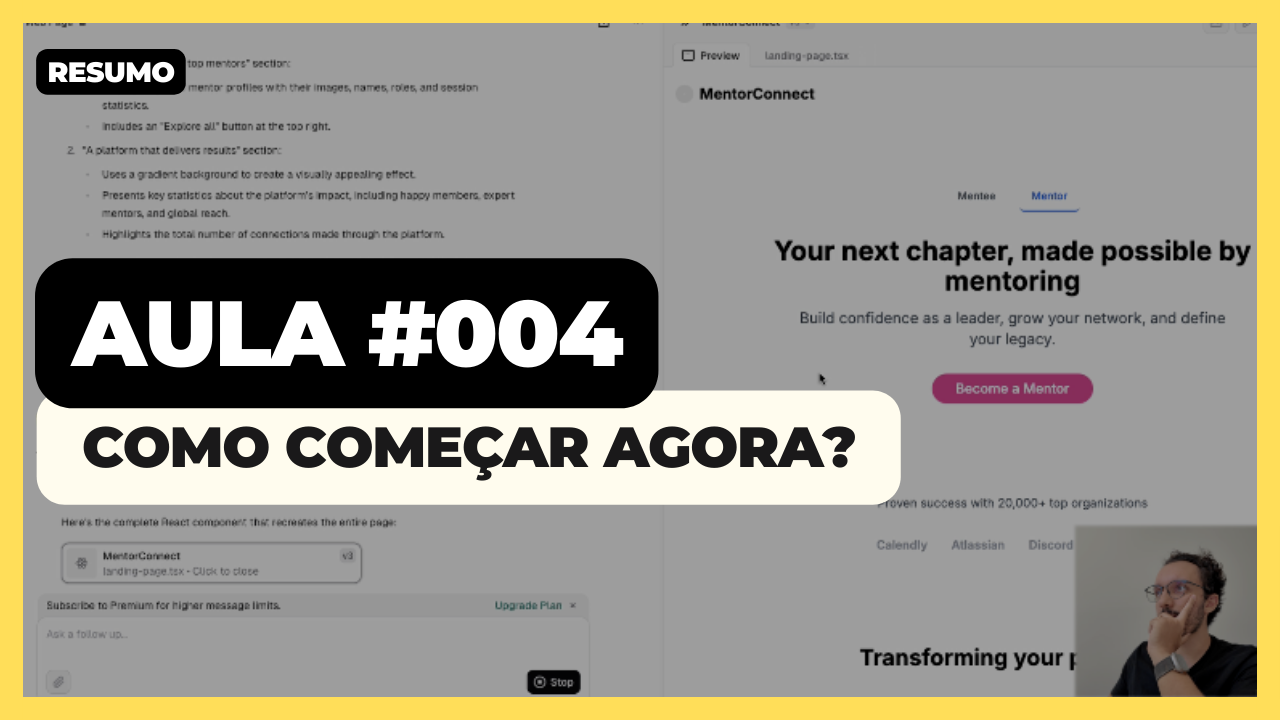 RESUMO
top mentors" section:
mentor profiles with their images, names, roles, and session
statistics.
Includes an "Explore all" button at the top right.
2. "A platform that delivers results" section:
Uses a gradient background to create a visually appealing effect.
Presents key statistics about the platform's impact, including happy members, expert
mentors, and global reach.
Highlights the total number of connections made through the platform.
AULA #004
COMO COMEÇAR AGORA?
Here's the complete React component that recreates the entire page:
MentorConnect
v3
landing-page.tsx - Click to close
Subscribe to Premium for higher message limits.
Upgrade Plan ×
Ask a follow up...
Stop
MentorConnect
Preview
landing-page.tsx
MentorConnect
Mentee
Mentor
Your next chapter, made possible by
mentoring
Build confidence as a leader, grow your network, and define
your legacy.
Become a Mentor
Proven success with 20,000+ top organizations
Calendly
Atlassian
Discord
Transforming your